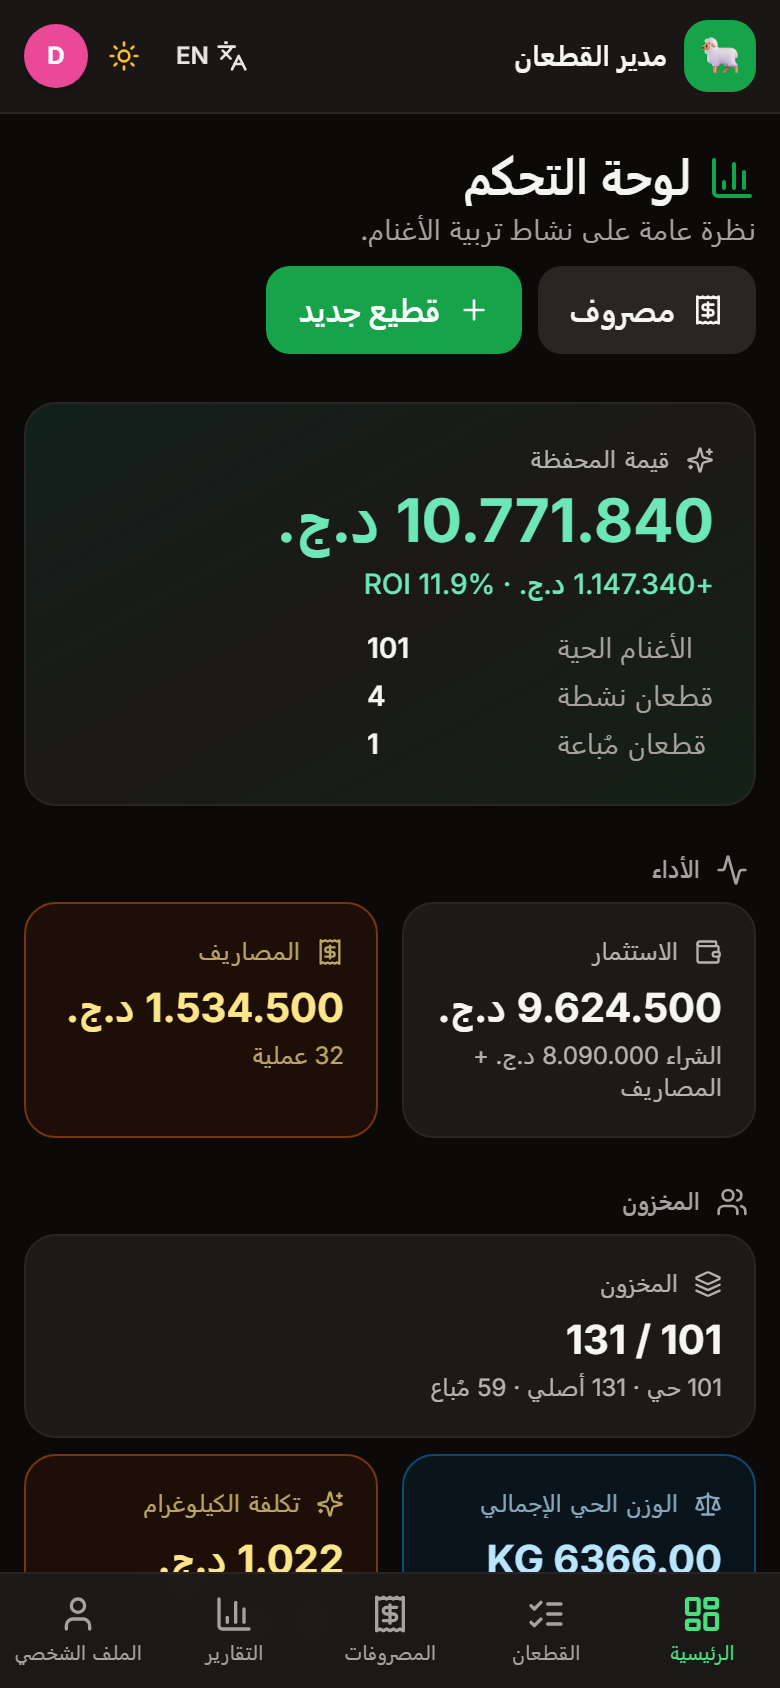 مدير القطعان
EN
D
لوحة التحكم
نظرة عامة على نشاط تربية الأغنام.
مصروف
قطيع جديد
قيمة المحفظة
10.771.840 د.ج.
+1.147.340 د.ج. · ROI 11.9%
الأغنام الحية 101
قطعان نشطة 4
قطعان مُباعة 1
الأداء
الاستثمار
9.624.500 د.ج.
الشراء 8.090.000 د.ج. +
المصاريف
المصاريف
1.534.500 د.ج.
32 عملية
المخزون
المخزون
101 / 131
101 حي · 131 أصلي · 59 مُباع
الوزن الحي الإجمالي
6366.00 KG
تكلفة الكيلوغرام
1.022 د.ج.
الرئيسية
القطعان
المصروفات
التقارير
الملف الشخصي